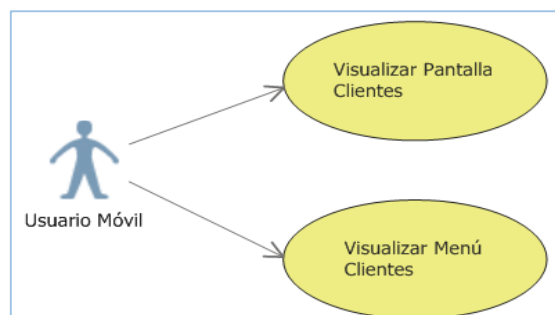 Visualizar Pantalla
Clientes
Usuario Móvil
Visualizar Menú
Clientes